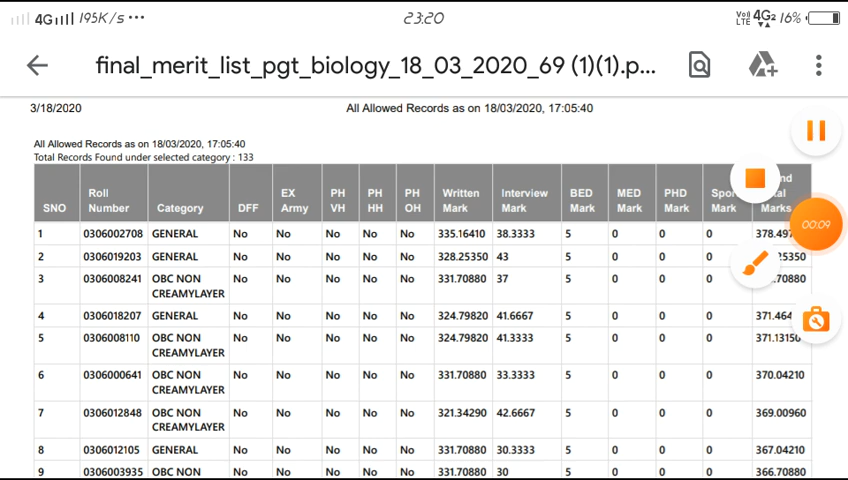 4G 195K/s ••• 23:20 Voi) LTE 4G2 16%
final_merit_list_pgt_biology_18_03_2020_69 (1)(1).p...
3/18/2020 All Allowed Records as on 18/03/2020, 17:05:40
All Allowed Records as on 18/03/2020, 17:05:40
Total Records Found under selected category : 133
SNO Roll Number Category DFF EX Army PH VH PH HH PH OH Written Mark Interview Mark BED Mark MED Mark PHD Mark Mark Marks
1 0306002708 GENERAL No No No No No 335.16410 38.3333 5 0 0 0
00:09
2 0306019203 GENERAL No No No No No 328.25350 43 5 0 0 0
3 0306008241 OBC NON CREAMYLAYER No No No No No 331.70880 37 5 0 0 0
4 0306018207 GENERAL No No No No No 324.79820 41.6667 5 0 0 0
5 0306008110 OBC NON CREAMYLAYER No No No No No 324.79820 41.3333 5 0 0 0 371.13150
6 0306000641 OBC NON CREAMYLAYER No No No No No 331.70880 33.3333 5 0 0 0 370.04210
7 0306012848 OBC NON CREAMYLAYER No No No No No 321.34290 42.6667 5 0 0 0 369.00960
8 0306012105 GENERAL No No No No No 331.70880 30.3333 5 0 0 0 367.04210
9 0306003935 OBC NON No No No No No 331.70880 30 5 0 0 0 366.70880